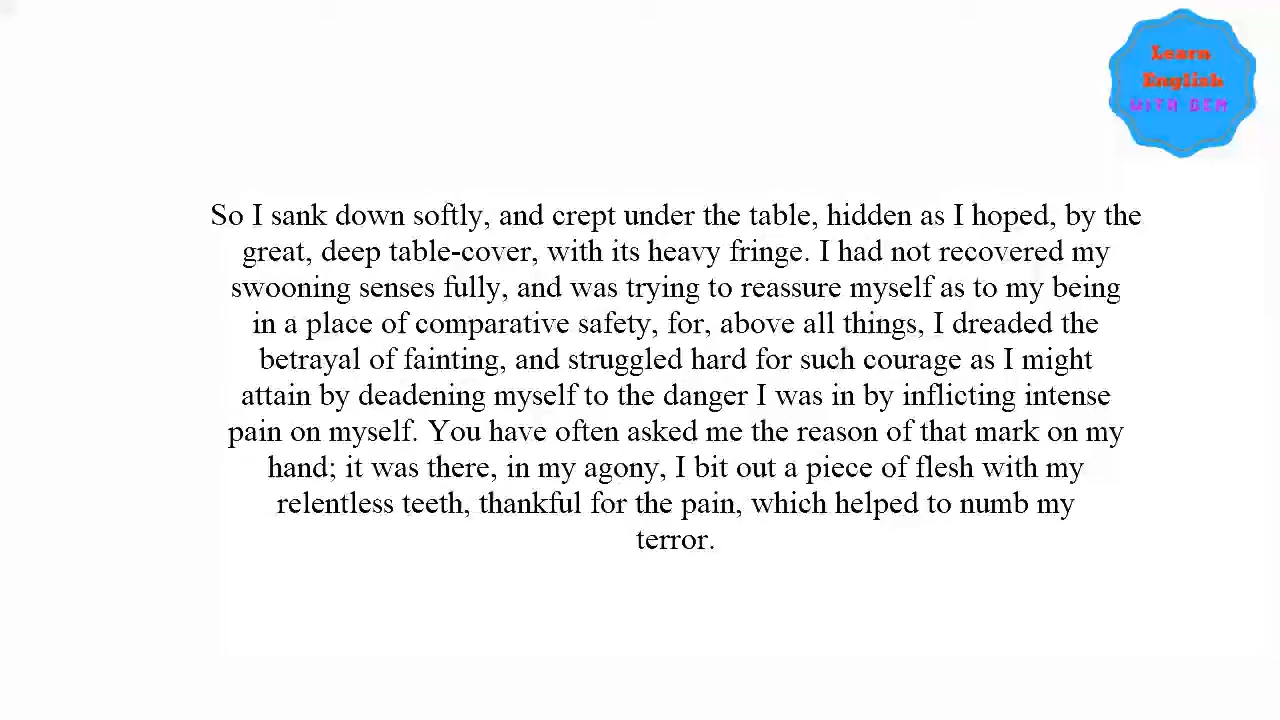 Learn
English
WITH DEM
So I sank down softly, and crept under the table, hidden as I hoped, by the
great, deep table-cover, with its heavy fringe. I had not recovered my
swooning senses fully, and was trying to reassure myself as to my being
in a place of comparative safety, for, above all things, I dreaded the
betrayal of fainting, and struggled hard for such courage as I might
attain by deadening myself to the danger I was in by inflicting intense
pain on myself. You have often asked me the reason of that mark on my
hand; it was there, in my agony, I bit out a piece of flesh with my
relentless teeth, thankful for the pain, which helped to numb my
terror.